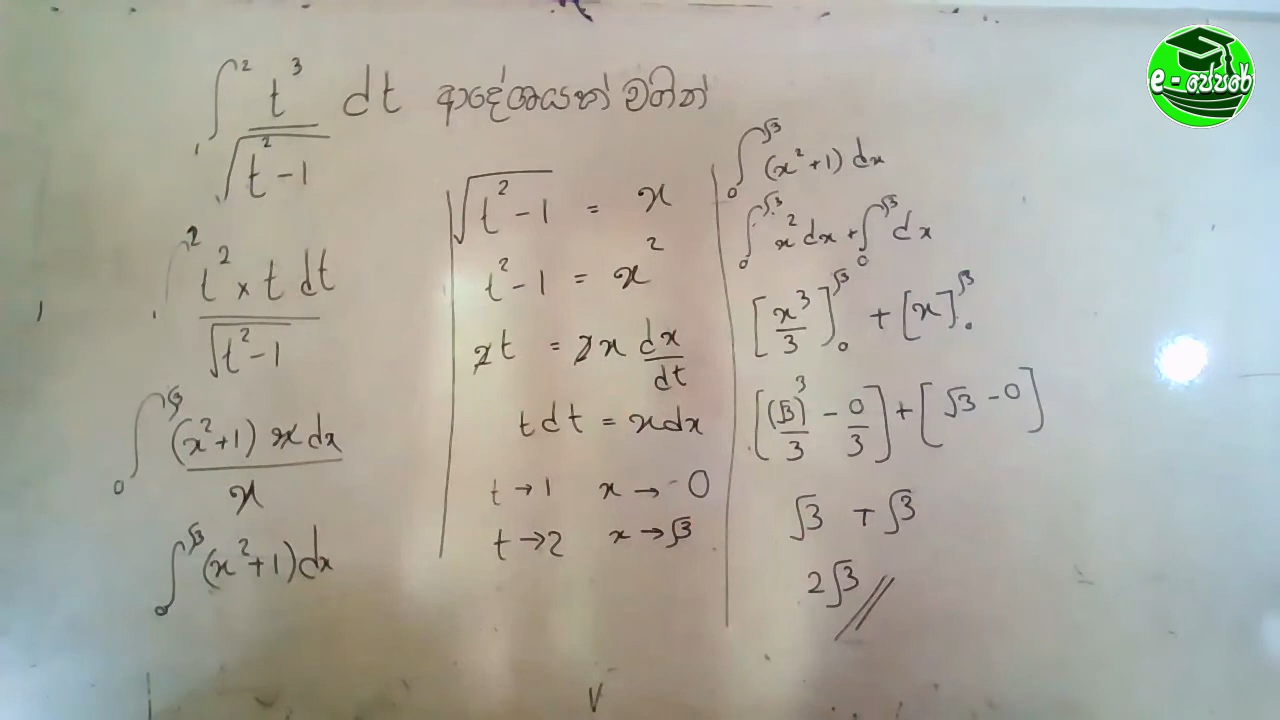 ∫₁² t³/√(t²-1) dt ආදේශයෙන් වනින්
∫₁² t² × t dt/√(t²-1)
∫₀^√3 (x²+1) x dx/x
∫₀^√3 (x²+1) dx
√(t²-1) = x
t²-1 = x²
2t = 2x dx/dt
t dt = x dx
t → 1 x → 0
t → 2 x → √3
∫₀^√3 (x²+1) dx
∫₀^√3 x² dx + ∫₀^√3 dx
[x³/3]₀^√3 + [x]₀^√3
[(√3)³/3 - 0/3] + [√3 - 0]
√3 + √3
2√3 //
e - පේපරේ